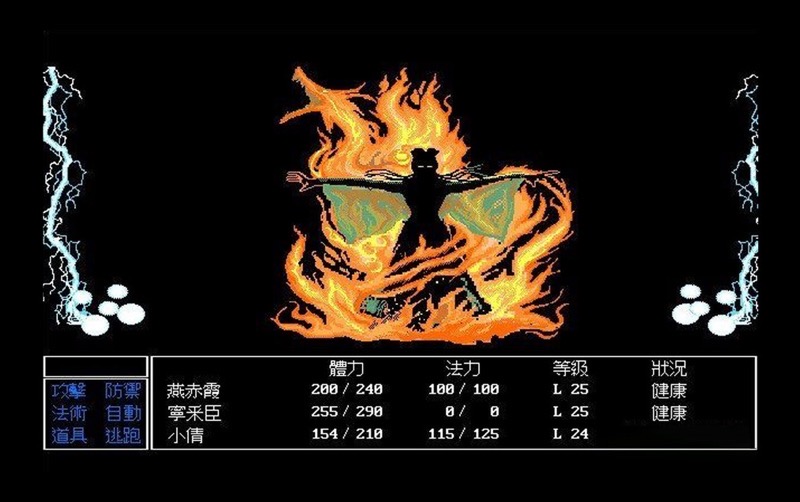 體力 法力 等级 狀況
攻擊 防禦 燕赤霞 200/240 100/100 L 25 健康
法術 自動 寧采臣 255/290 0/ 0 L 25 健康
道具 逃跑 小倩 154/210 115/125 L 24